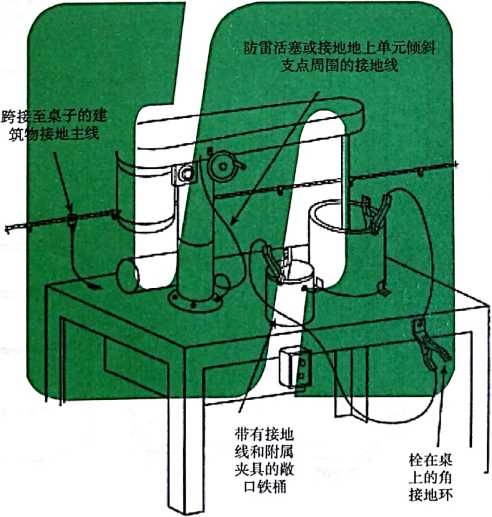 防雷活塞或接地地上单元倾斜
支点周围的接地线
跨接至桌子的建
筑物接地主线
带有接地
线和附属
夹具的敞
口铁桶
栓在桌
上的角
接地环